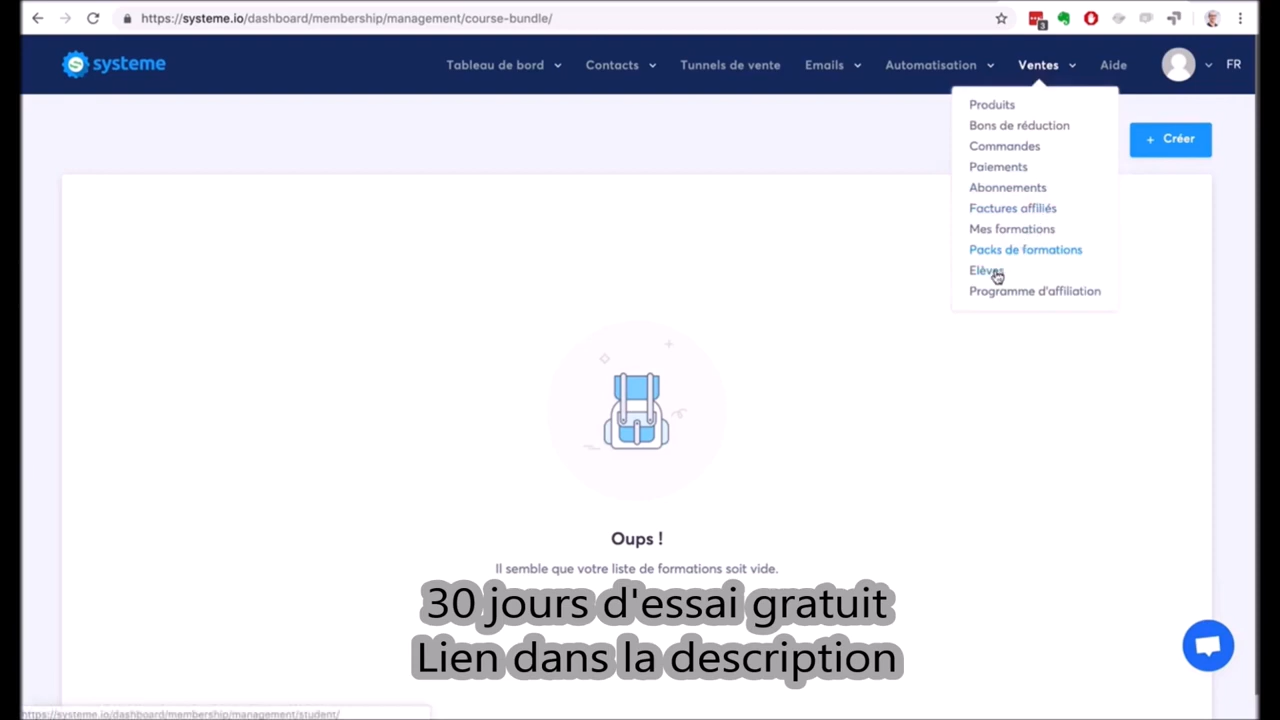 https://systeme.io/dashboard/membership/management/course-bundle/
3
systeme
Tableau de bord
Contacts
Tunnels de vente
Emails
Automatisation
Ventes
Aide
FR
Produits
Bons de réduction
Commandes
Paiements
Abonnements
Factures affiliés
Mes formations
Packs de formations
Elèves
Programme d'affiliation
+ Créer
Oups !
Il semble que votre liste de formations soit vide.
30 jours d'essai gratuit
Lien dans la description
https://systeme.io/dashboard/membership/management/student/